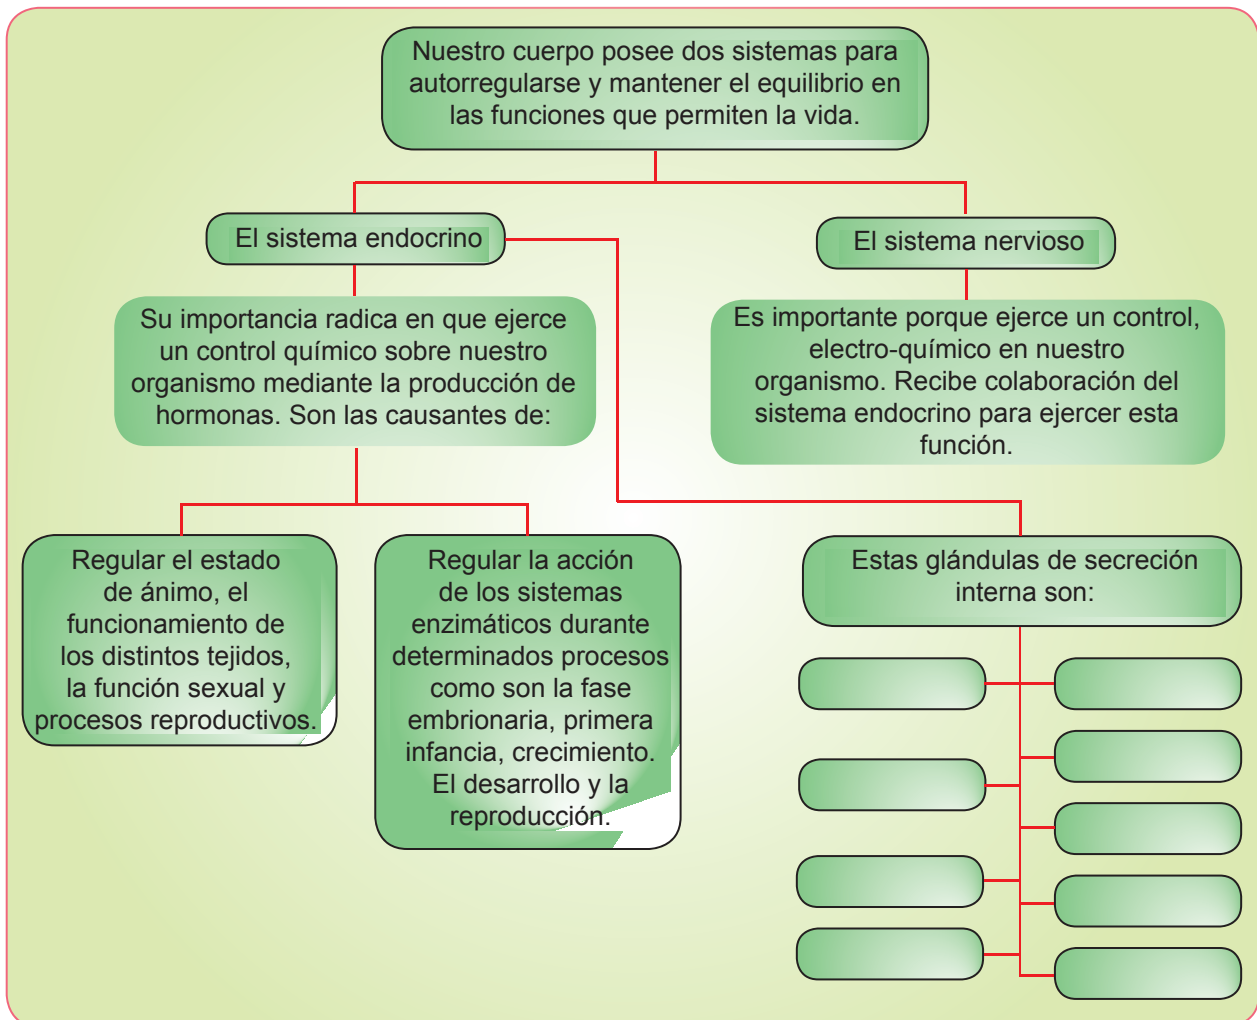 Nuestro cuerpo posee dos sistemas para
autorregularse y mantener el equilibrio en
las funciones que permiten la vida.
El sistema endocrino
El sistema nervioso
Su importancia radica en que ejerce
un control químico sobre nuestro
organismo mediante la producción de
hormonas. Son las causantes de:
Es importante porque ejerce un control,
electro-químico en nuestro
organismo. Recibe colaboración del
sistema endocrino para ejercer esta
función.
Regular el estado
de ánimo, el
funcionamiento de
los distintos tejidos,
la función sexual y
procesos reproductivos.
Regular la acción
de los sistemas
enzimáticos durante
determinados procesos
como son la fase
embrionaria, primera
infancia, crecimiento.
El desarrollo y la
reproducción.
Estas glándulas de secreción
interna son: